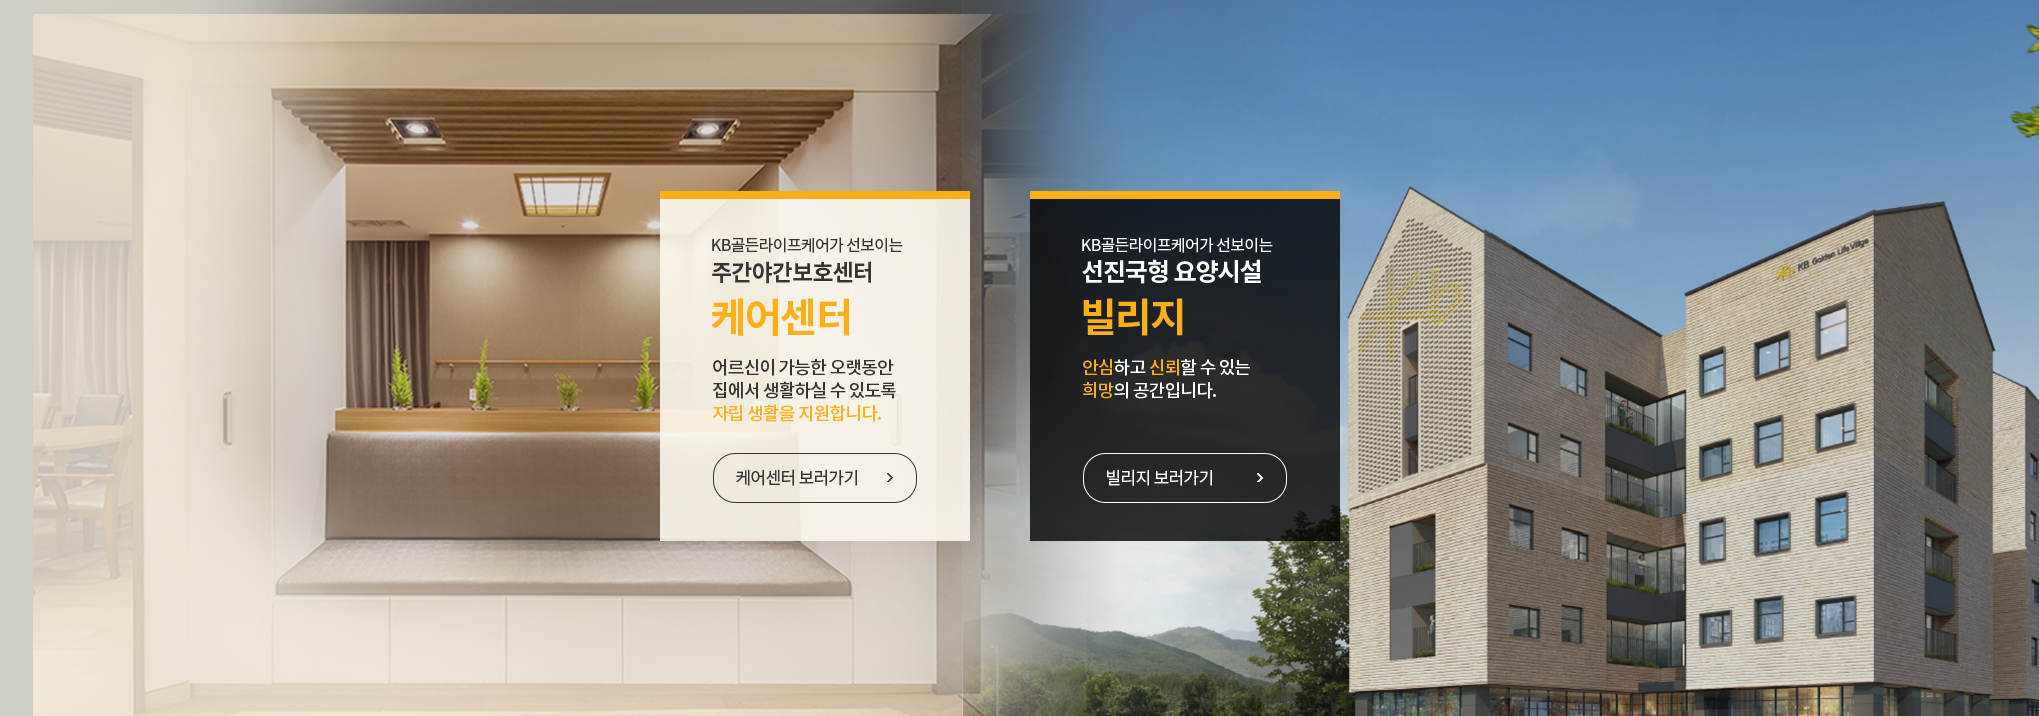 KB골든라이프케어가 선보이는
주간야간보호센터
케어센터
어르신이 가능한 오랫동안
집에서 생활하실 수 있도록
자립 생활을 지원합니다.
케어센터 보러가기
KB골든라이프케어가 선보이는
선진국형 요양시설
빌리지
안심하고 신뢰할 수 있는
희망의 공간입니다.
빌리지 보러가기
KB Golden Life Village